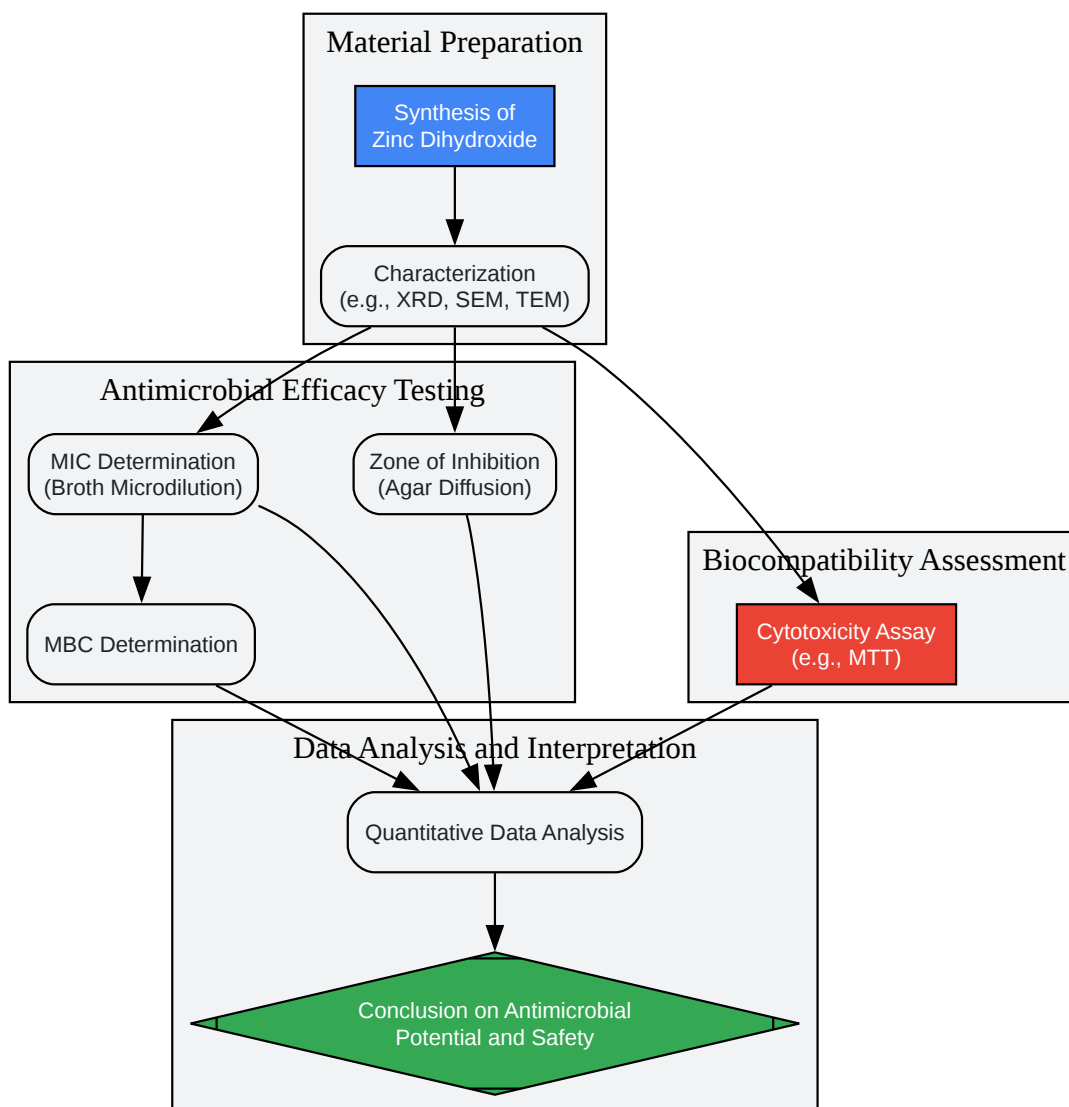 Material Preparation
Synthesis of
Zinc Dihydroxide
Characterization
(e.g., XRD, SEM, TEM)
Antimicrobial Efficacy Testing
MIC Determination
(Broth Microdilution)
Zone of Inhibition
(Agar Diffusion)
MBC Determination
Biocompatibility Assessment
Cytotoxicity Assay
(e.g., MTT)
Data Analysis and Interpretation
Quantitative Data Analysis
Conclusion on Antimicrobial
Potential and Safety